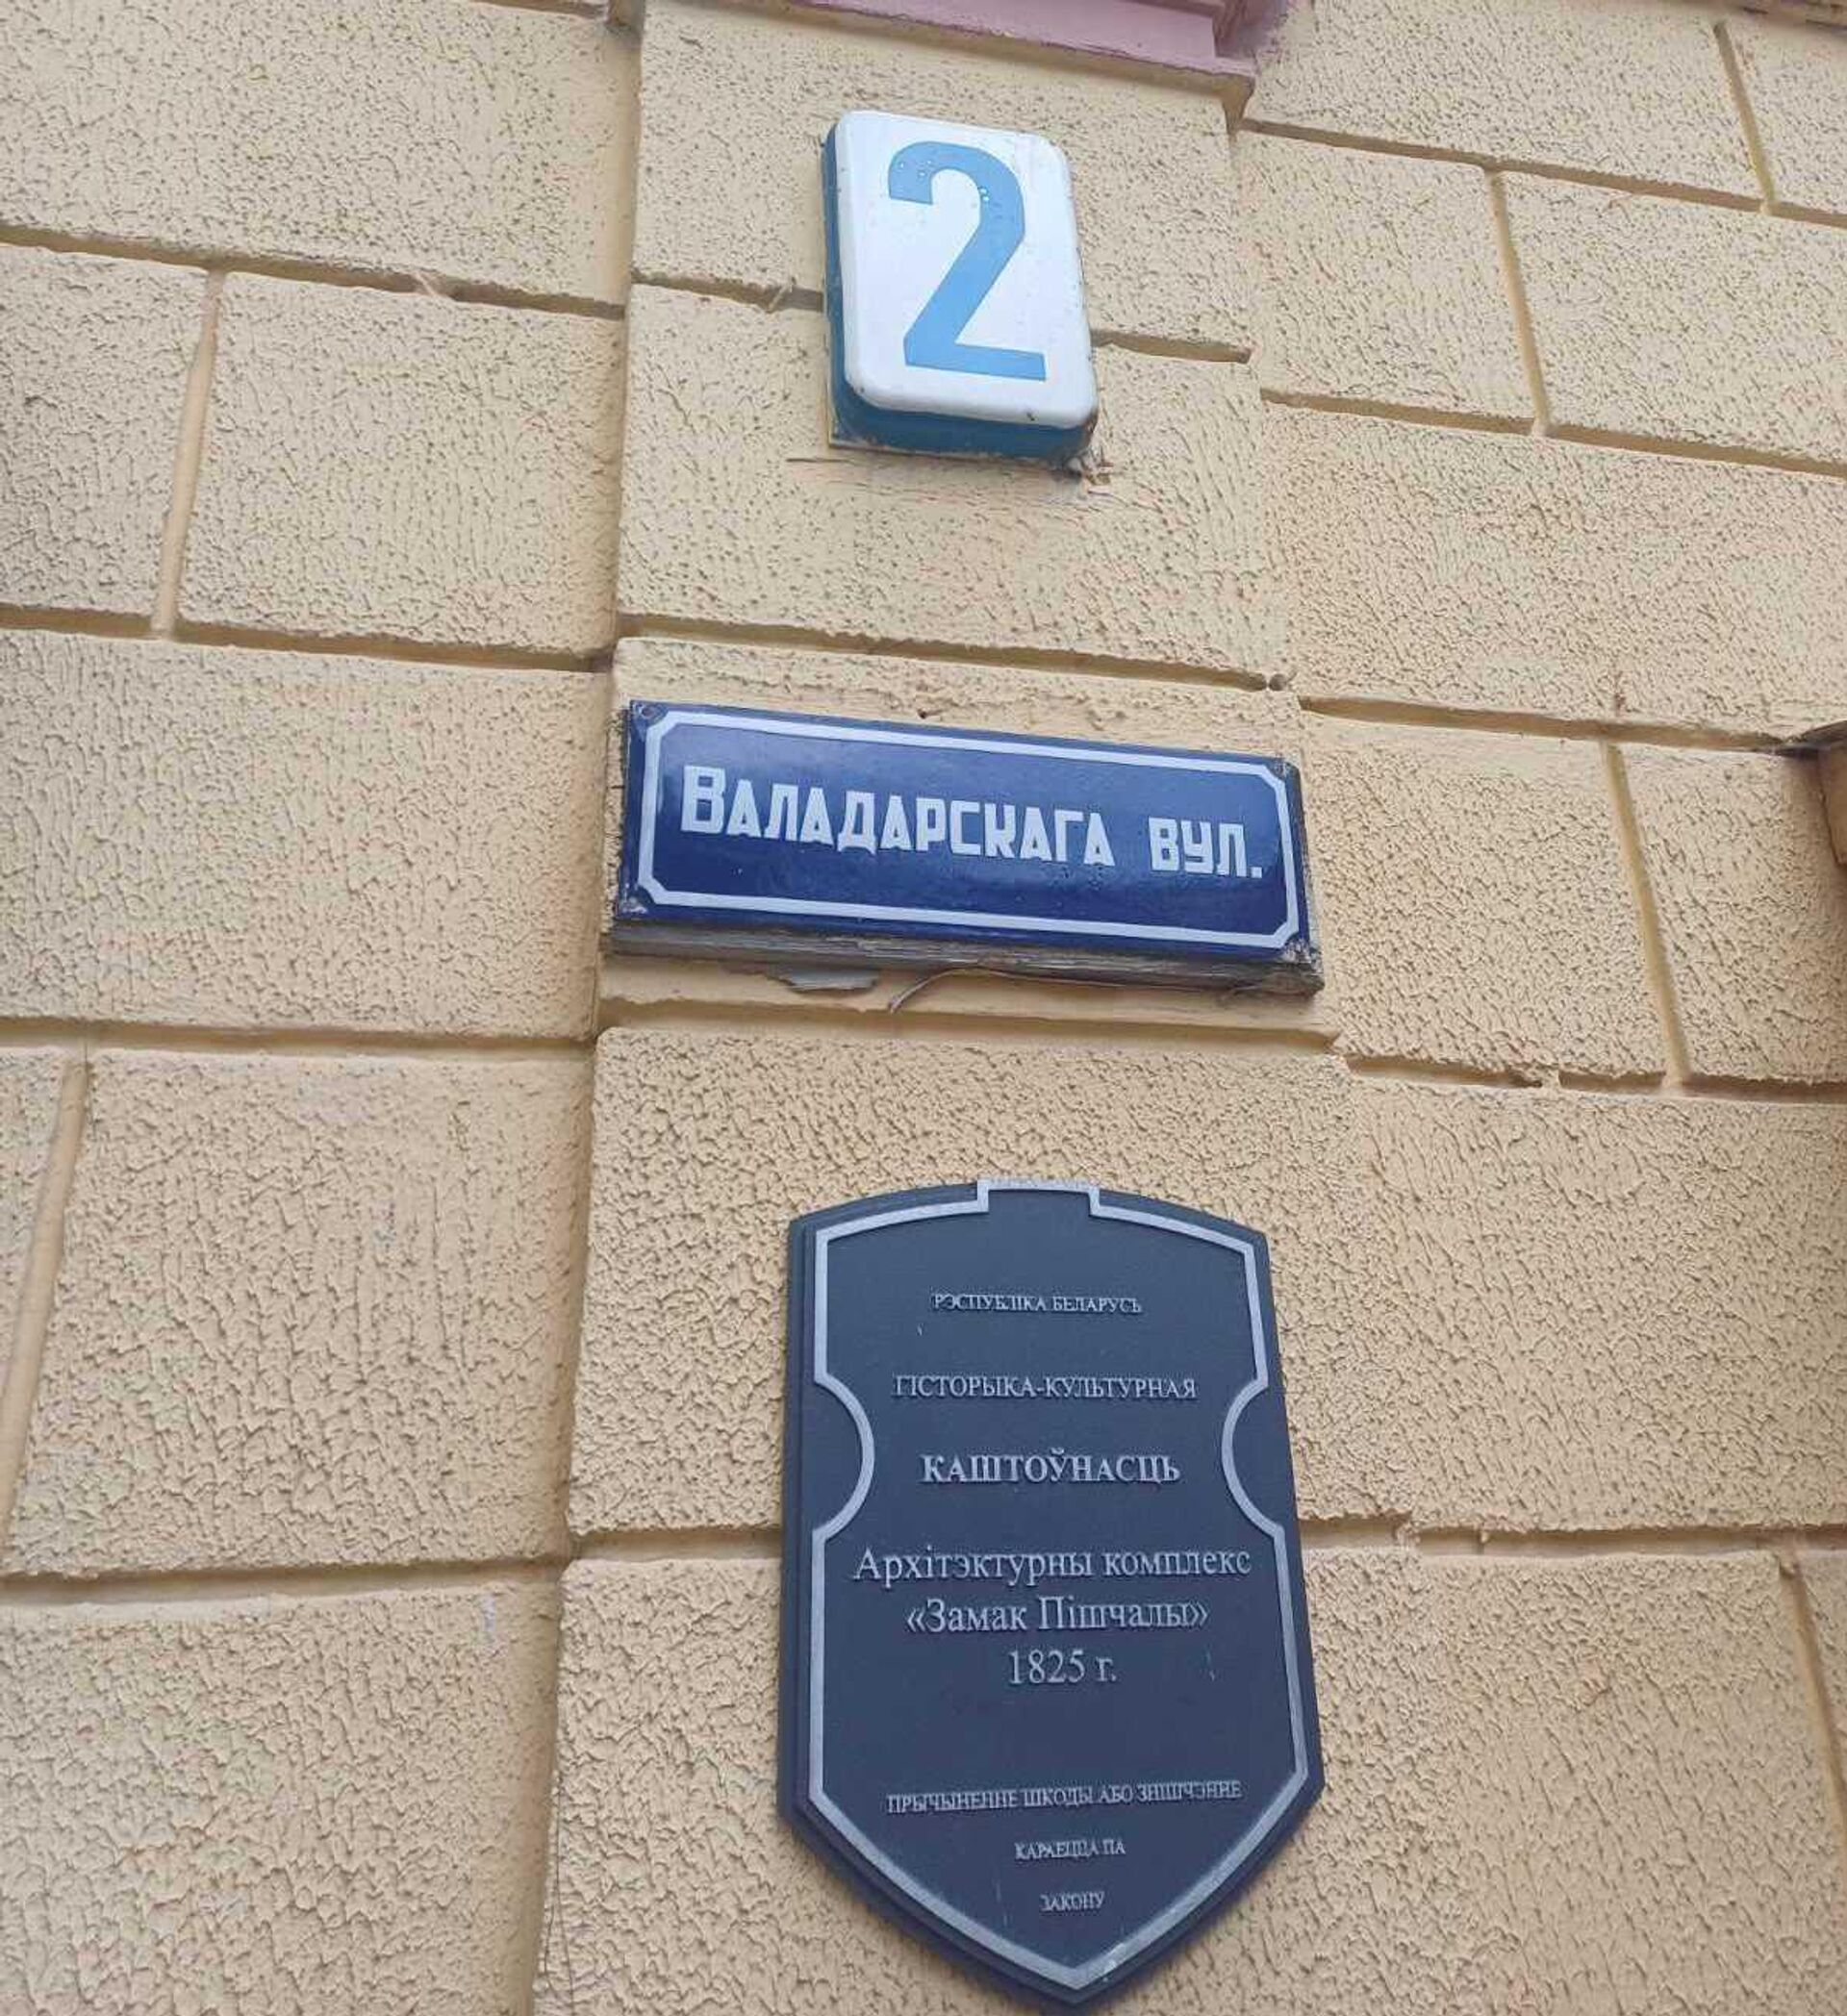 2
ВАЛАДАРСКАГА ВУЛ.
РЭСПУБЛІКА БЕЛАРУСЬ
ГІСТОРЫКА-КУЛЬТУРНАЯ
КАШТОЎНАСЦЬ
Архітэктурны комплекс
«Замак Пішчалы»
1825 г.
ПРЫЧЫНЕННЕ ШКОДЫ АБО ЗНІШЧЭННЕ
КАРАЕЦЦА ПА
ЗАКОНУ